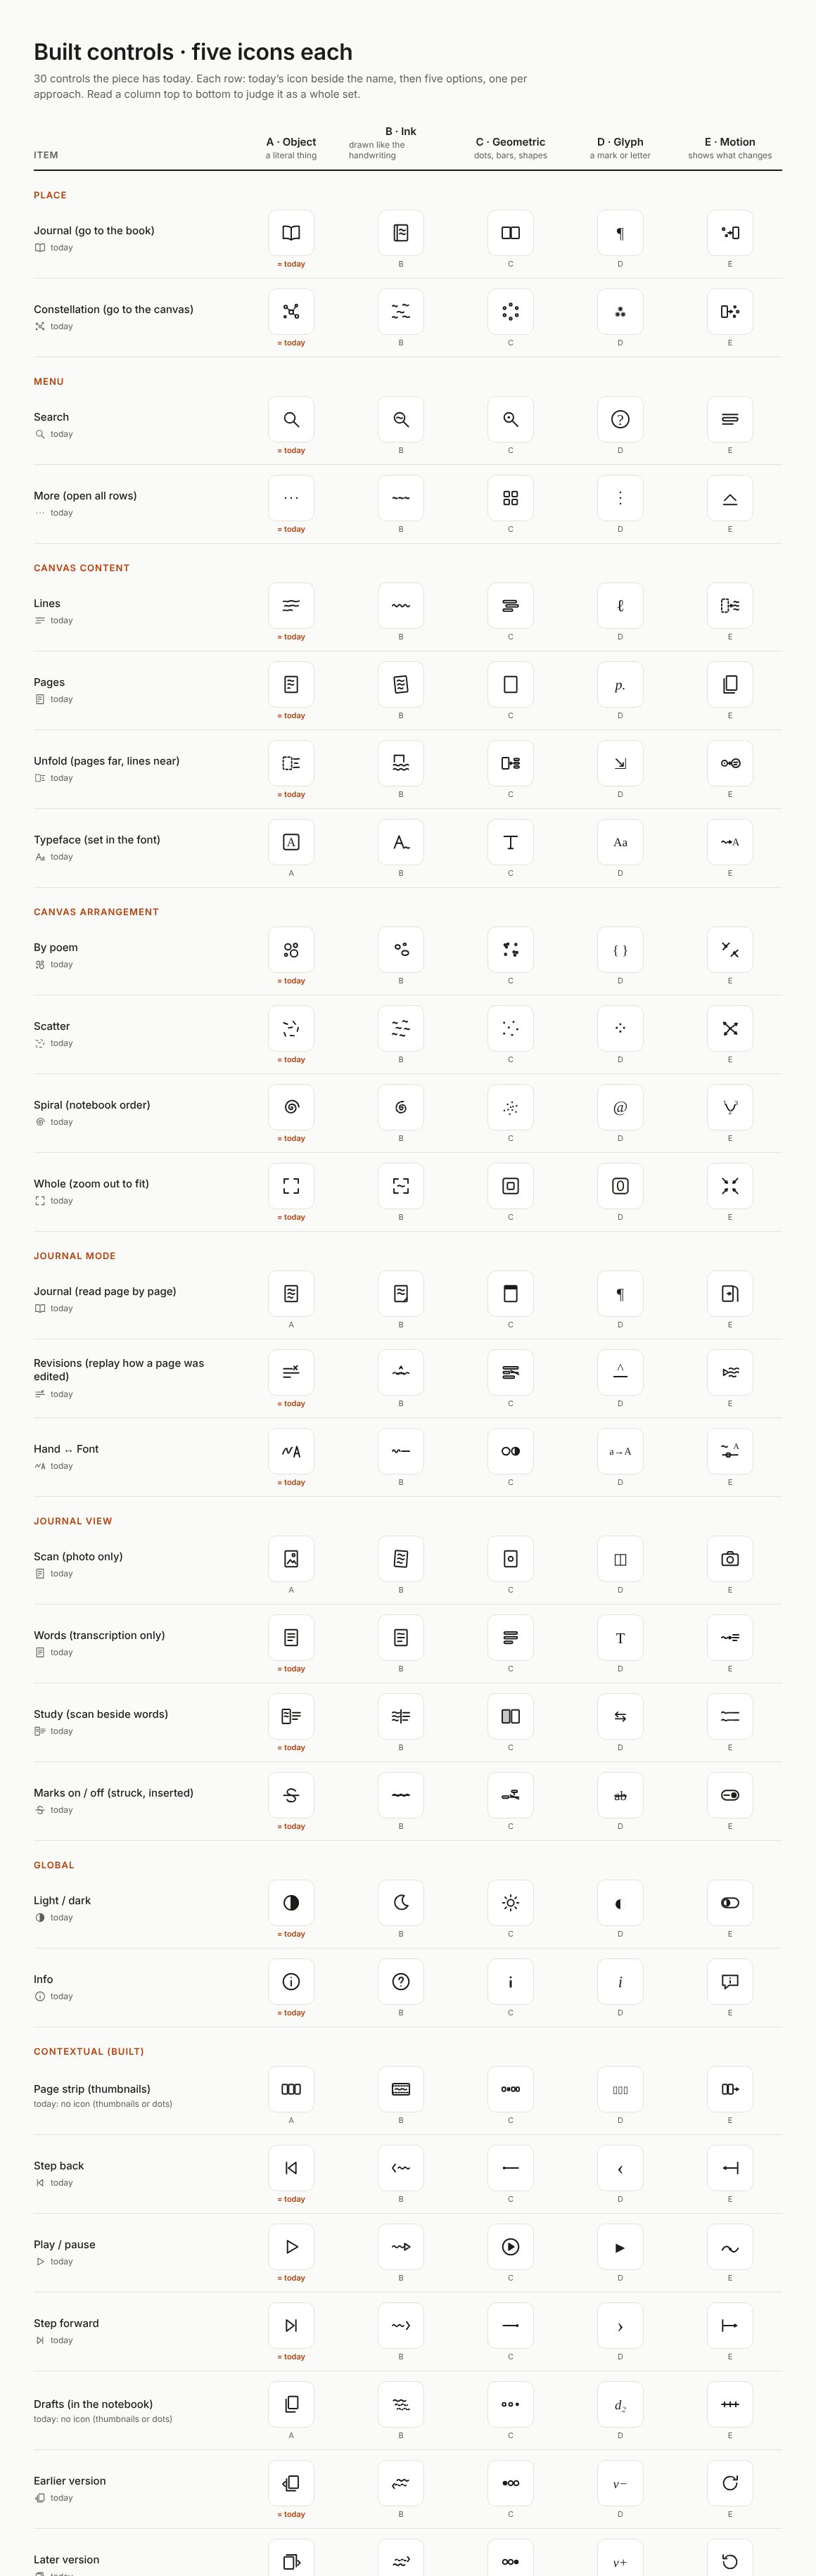 Built controls · five icons each
30 controls the piece has today. Each row: today's icon beside the name, then five options, one per
approach. Read a column top to bottom to judge it as a whole set.
ITEM
A · Object
a literal thing
B · Ink
drawn like the
handwriting
C · Geometric
dots, bars, shapes
D · Glyph
a mark or letter
E · Motion
shows what changes
PLACE
Journal (go to the book)
today
¶
= today B C D E
Constellation (go to the canvas)
today
= today B C D E
MENU
Search
today
?
= today B C D E
More (open all rows)
today
= today B C D E
CANVAS CONTENT
Lines
today
ℓ
= today B C D E
Pages
today
p.
= today B C D E
Unfold (pages far, lines near)
today
= today B C D E
Typeface (set in the font)
today
A A T Aa A
A B C D E
CANVAS ARRANGEMENT
By poem
today
{ }
= today B C D E
Scatter
today
= today B C D E
Spiral (notebook order)
today
@
= today B C D E
Whole (zoom out to fit)
today
0
= today B C D E
JOURNAL MODE
Journal (read page by page)
today
¶
A B C D E
Revisions (replay how a page was
edited)
today
^
= today B C D E
Hand ↔ Font
today
A a→A A
= today B C D E
JOURNAL VIEW
Scan (photo only)
today
A B C D E
Words (transcription only)
today
T
= today B C D E
Study (scan beside words)
today
⇆
= today B C D E
Marks on / off (struck, inserted)
today
S ab
= today B C D E
GLOBAL
Light / dark
today
= today B C D E
Info
today
i ? i i i
= today B C D E
CONTEXTUAL (BUILT)
Page strip (thumbnails)
today: no icon (thumbnails or dots)
A B C D E
Step back
today
‹
= today B C D E
Play / pause
today
= today B C D E
Step forward
today
›
= today B C D E
Drafts (in the notebook)
today: no icon (thumbnails or dots)
d2
A B C D E
Earlier version
today
v−
= today B C D E
Later version
v+